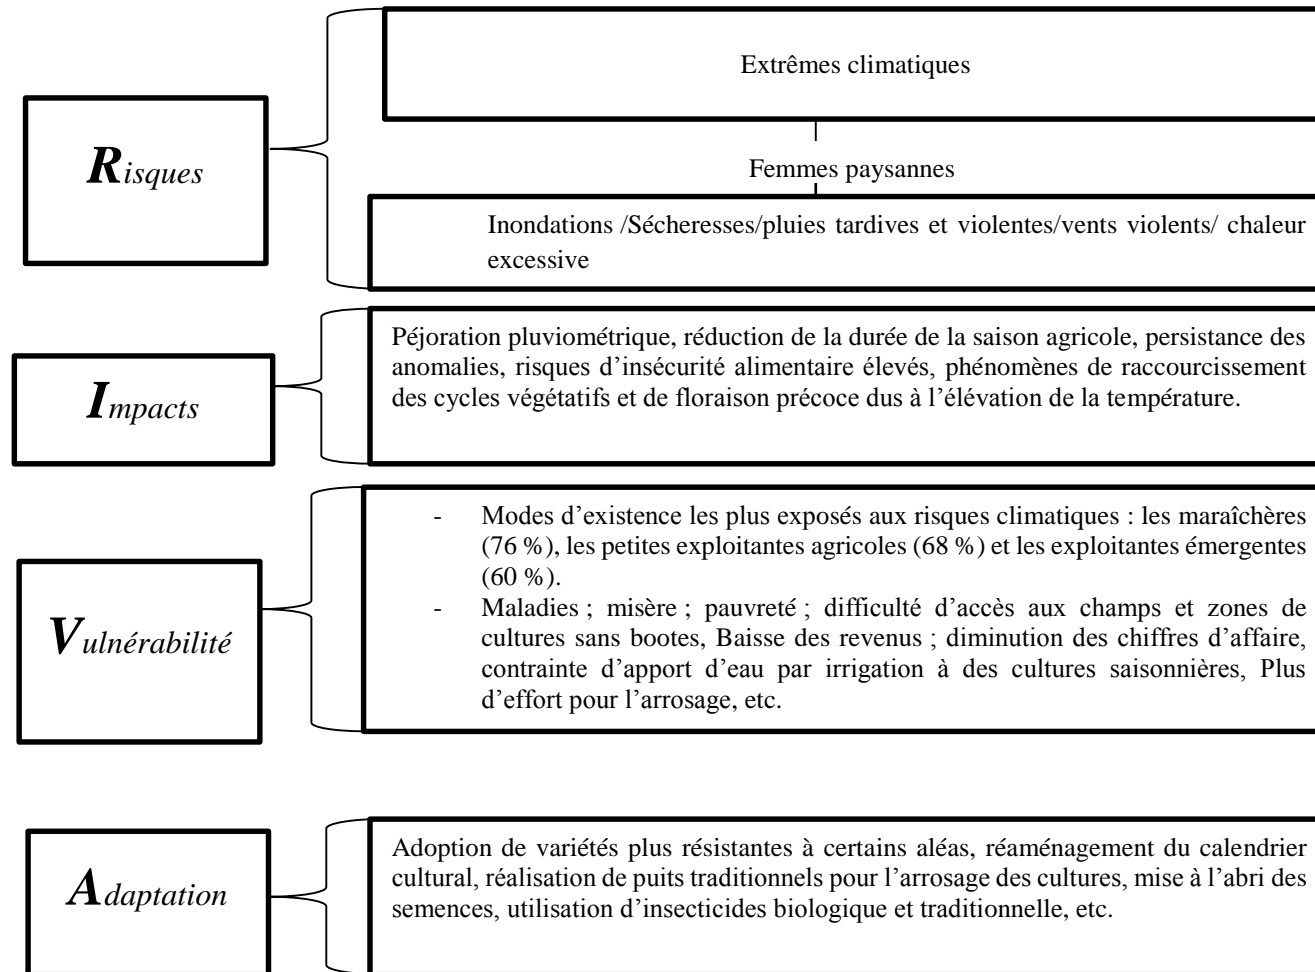 Extrêmes climatiques
Risques
Femmes paysannes
Inondations /Sécheresses/pluies tardives et violentes/vents violents/ chaleur
excessive
Impacts
Péjoration pluviométrique, réduction de la durée de la saison agricole, persistance des
anomalies, risques d’insécurité alimentaire élevés, phénomènes de raccourcissement
des cycles végétatifs et de floraison précoce dus à l’élévation de la température.
Vulnérabilité
- Modes d’existence les plus exposés aux risques climatiques : les maraîchères
(76 %), les petites exploitantes agricoles (68 %) et les exploitantes émergentes
(60 %).
- Maladies ; misère ; pauvreté ; difficulté d’accès aux champs et zones de
cultures sans bootes, Baisse des revenus ; diminution des chiffres d’affaire,
contrainte d’apport d’eau par irrigation à des cultures saisonnières, Plus
d’effort pour l’arrosage, etc.
Adaptation
Adoption de variétés plus résistantes à certains aléas, réaménagement du calendrier
cultural, réalisation de puits traditionnels pour l’arrosage des cultures, mise à l’abri des
semences, utilisation d’insecticides biologique et traditionnelle, etc.